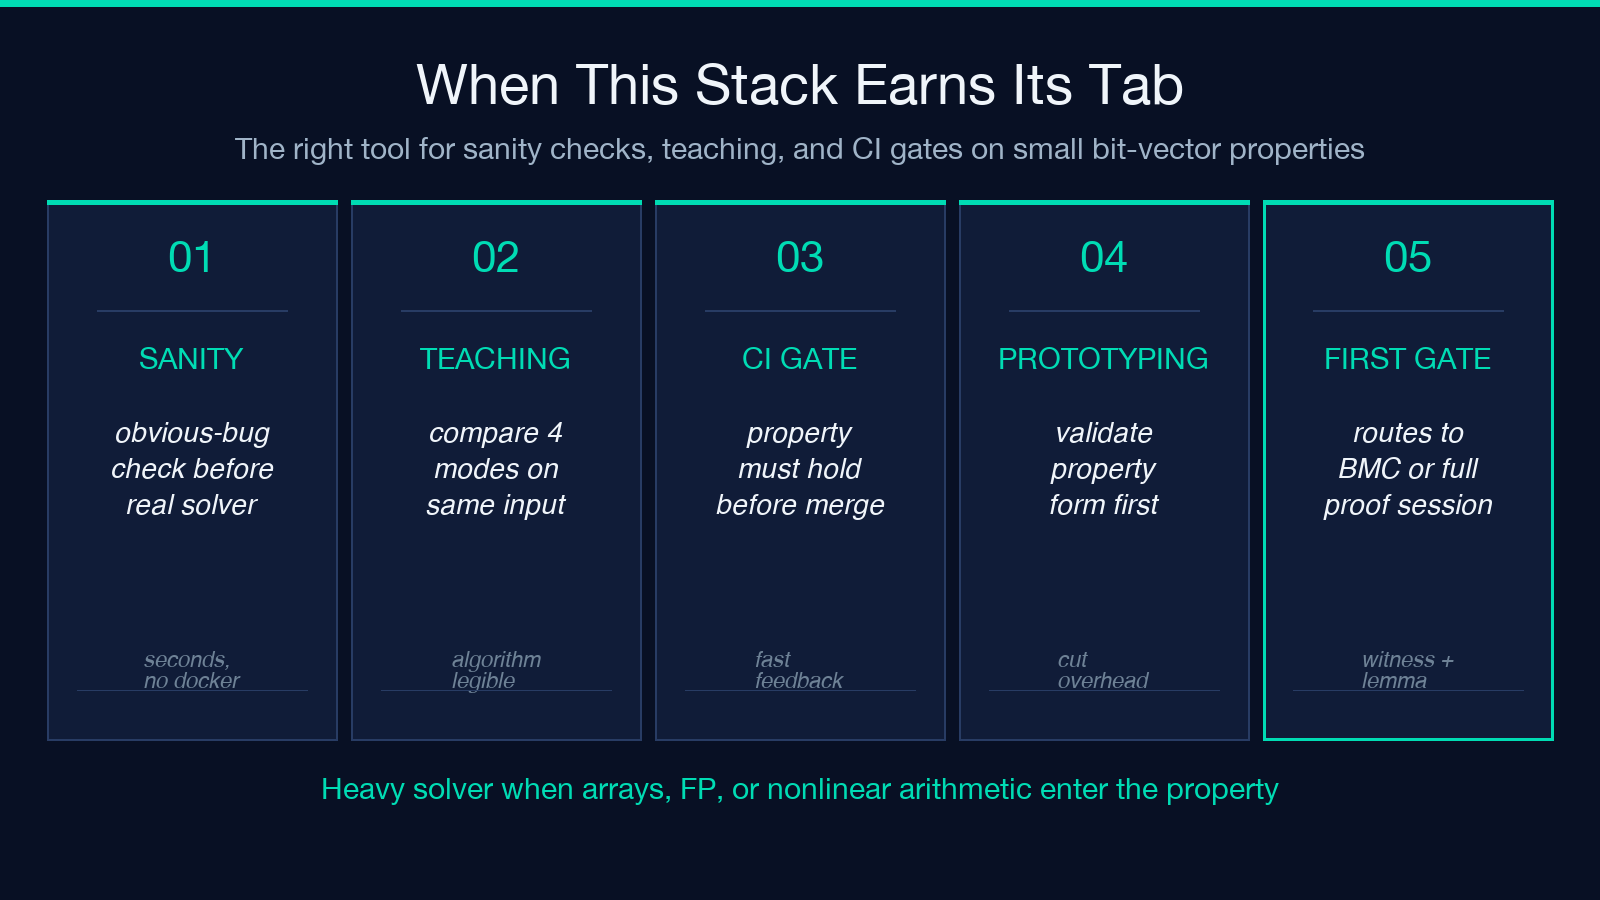 When This Stack Earns Its Tab
The right tool for sanity checks, teaching, and CI gates on small bit-vector properties
01
SANITY
obvious-bug
check before
real solver
seconds,
no docker
02
TEACHING
compare 4
modes on
same input
algorithm
legible
03
CI GATE
property
must hold
before merge
fast
feedback
04
PROTOTYPING
validate
property
form first
cut
overhead
05
FIRST GATE
routes to
BMC or full
proof session
witness +
lemma
Heavy solver when arrays, FP, or nonlinear arithmetic enter the property